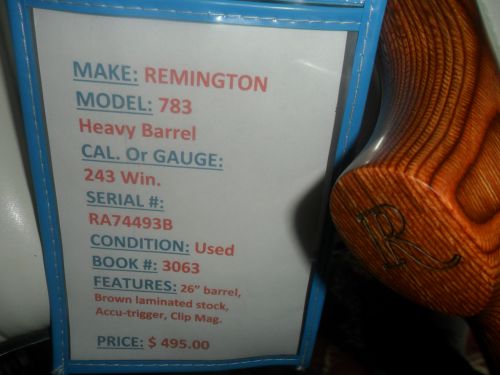 MAKE: REMINGTON
MODEL: 783
Heavy Barrel
CAL. Or GAUGE:
243 Win.
SERIAL #:
RA74493B
CONDITION: Used
BOOK #: 3063
FEATURES: 26” barrel,
Brown laminated stock,
Accu-trigger, Clip Mag.
PRICE: $ 495.00
R